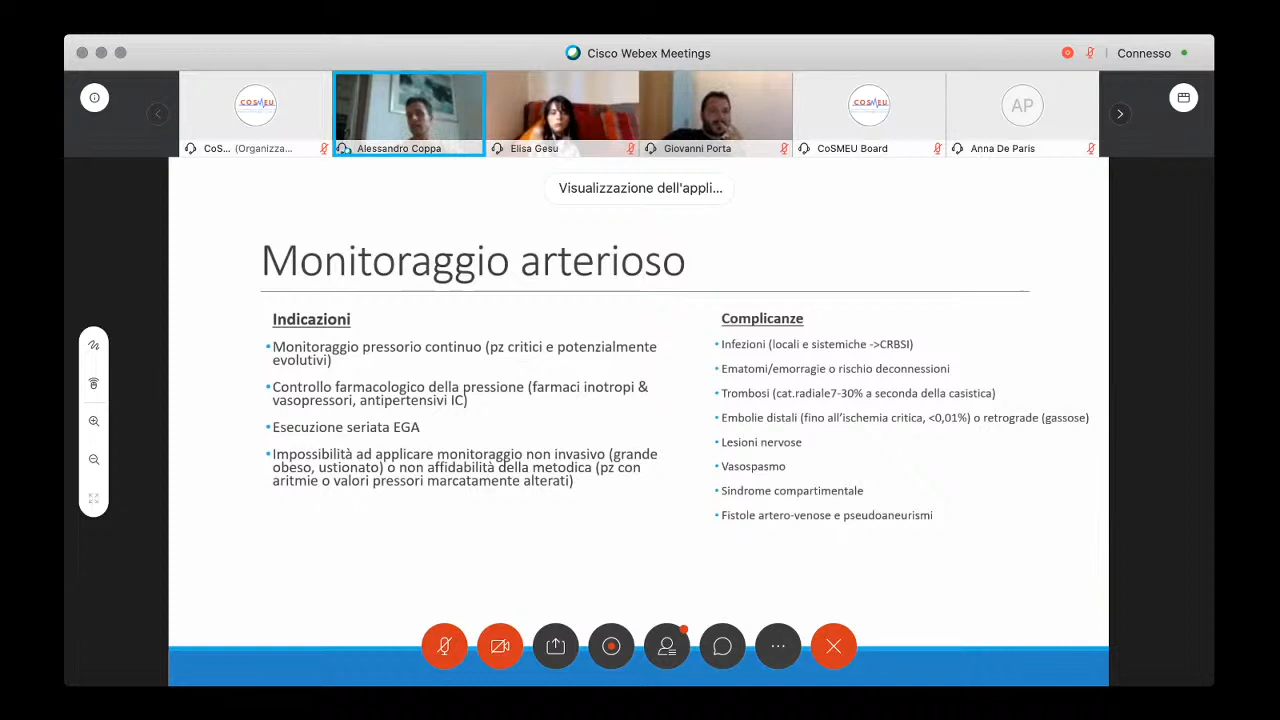 Cisco Webex Meetings
Connesso
COSMEU
COSMEU
AP
CoS... (Organizza...
Alessandro Coppa
Elisa Gesu
Giovanni Porta
CoSMEU Board
Anna De Paris
Visualizzazione dell'appli...
Monitoraggio arterioso
Indicazioni
•Monitoraggio pressorio continuo (pz critici e potenzialmente
evolutivi)
•Controllo farmacologico della pressione (farmaci inotropi &
vasopressori, antipertensivi IC)
•Esecuzione seriata EGA
•Impossibilità ad applicare monitoraggio non invasivo (grande
obeso, ustionato) o non affidabilità della metodica (pz con
aritmie o valori pressori marcatamente alterati)
Complicanze
•Infezioni (locali e sistemiche ->CRBSI)
•Ematomi/emorragie o rischio deconnessioni
•Trombosi (cat.radiale7-30% a seconda della casistica)
•Embolie distali (fino all'ischemia critica, <0,01%) o retrograde (gassose)
•Lesioni nervose
•Vasospasmo
•Sindrome compartimentale
•Fistole artero-venose e pseudoaneurismi